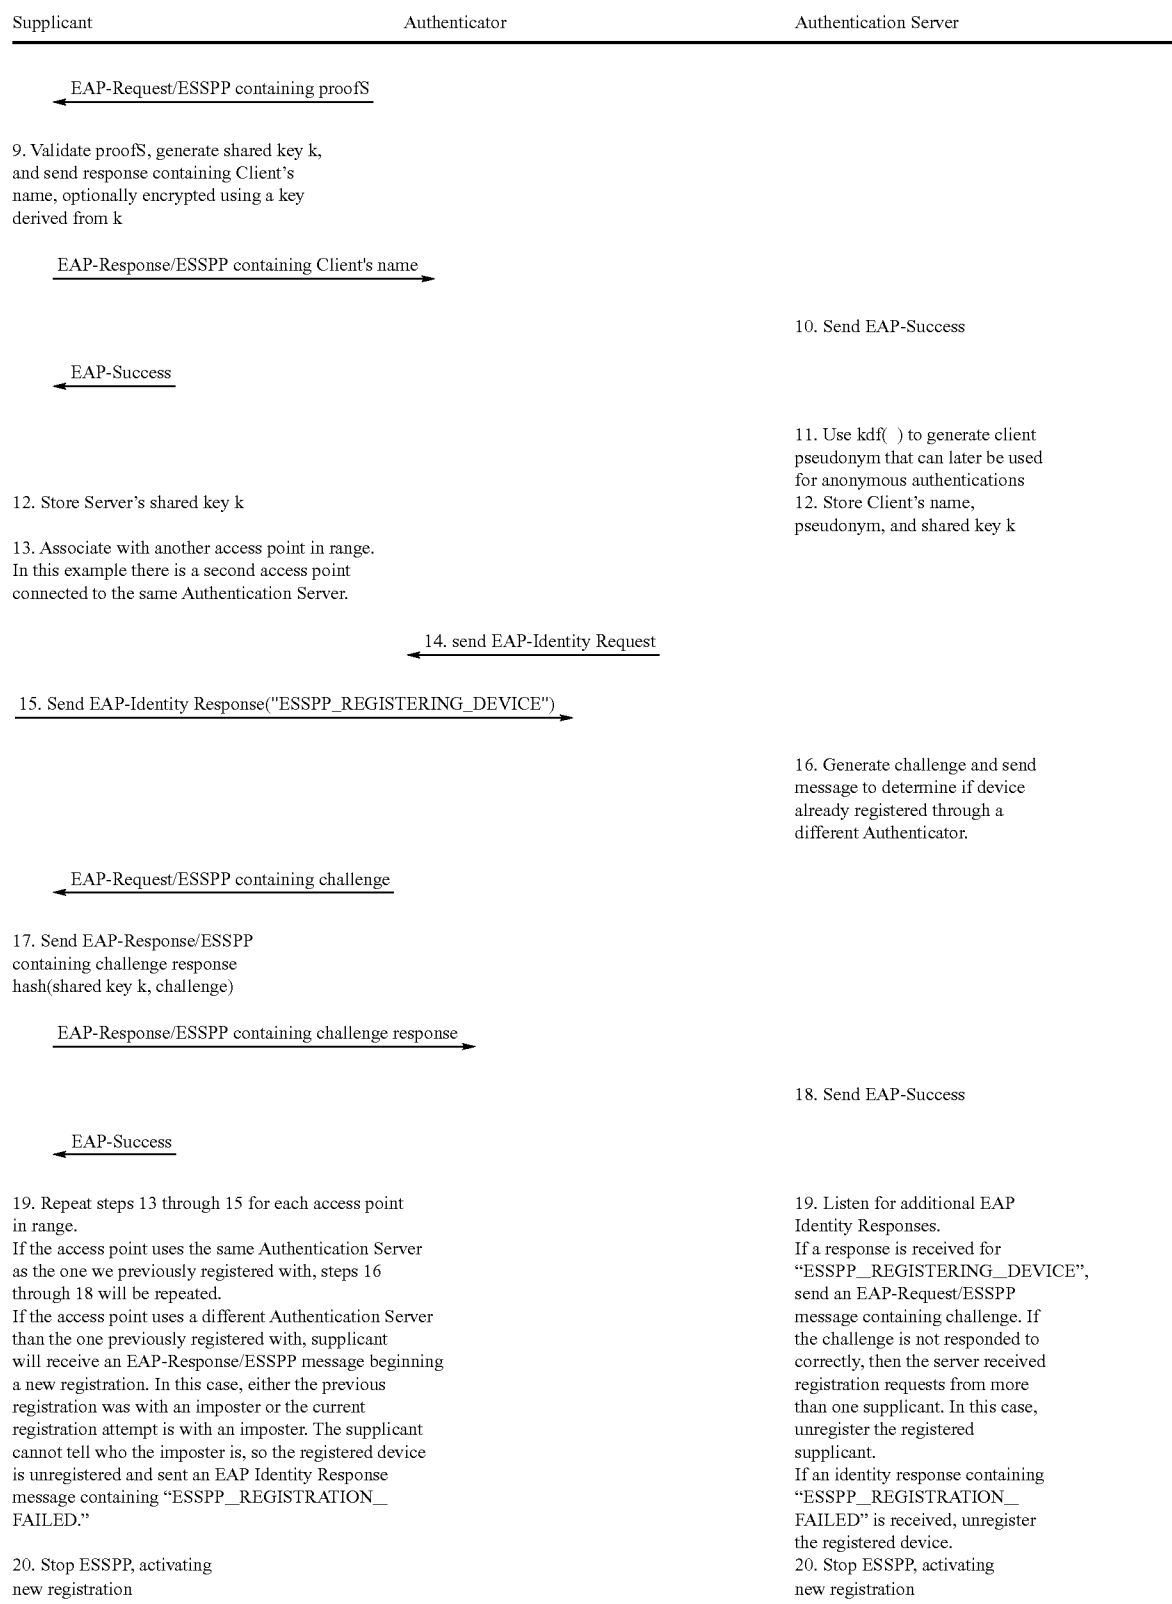 Supplicant Authenticator Authentication Server
EAP-Request/ESSPP containing proofS
9. Validate proofS, generate shared key k,
and send response containing Client's
name, optionally encrypted using a key
derived from k
EAP-Response/ESSPP containing Client's name
10. Send EAP-Success
EAP-Success
11. Use kdf( ) to generate client
pseudonym that can later be used
for anonymous authentications
12. Store Server's shared key k
12. Store Client's name,
pseudonym, and shared key k
13. Associate with another access point in range.
In this example there is a second access point
connected to the same Authentication Server.
14. send EAP-Identity Request
15. Send EAP-Identity Response("ESSPP_REGISTERING_DEVICE")
16. Generate challenge and send
message to determine if device
already registered through a
different Authenticator.
EAP-Request/ESSPP containing challenge
17. Send EAP-Response/ESSPP
containing challenge response
hash(shared key k, challenge)
EAP-Response/ESSPP containing challenge response
18. Send EAP-Success
EAP-Success
19. Repeat steps 13 through 15 for each access point
in range.
If the access point uses the same Authentication Server
as the one we previously registered with, steps 16
through 18 will be repeated.
If the access point uses a different Authentication Server
than the one previously registered with, supplicant
will receive an EAP-Response/ESSPP message beginning
a new registration. In this case, either the previous
registration was with an imposter or the current
registration attempt is with an imposter. The supplicant
cannot tell who the imposter is, so the registered device
is unregistered and sent an EAP Identity Response
message containing “ESSPP_REGISTRATION_
FAILED.”
20. Stop ESSPP, activating
new registration
19. Listen for additional EAP
Identity Responses.
If a response is received for
“ESSPP_REGISTERING_DEVICE”,
send an EAP-Request/ESSPP
message containing challenge. If
the challenge is not responded to
correctly, then the server received
registration requests from more
than one supplicant. In this case,
unregister the registered
supplicant.
If an identity response containing
“ESSPP_REGISTRATION_
FAILED” is received, unregister
the registered device.
20. Stop ESSPP, activating
new registration